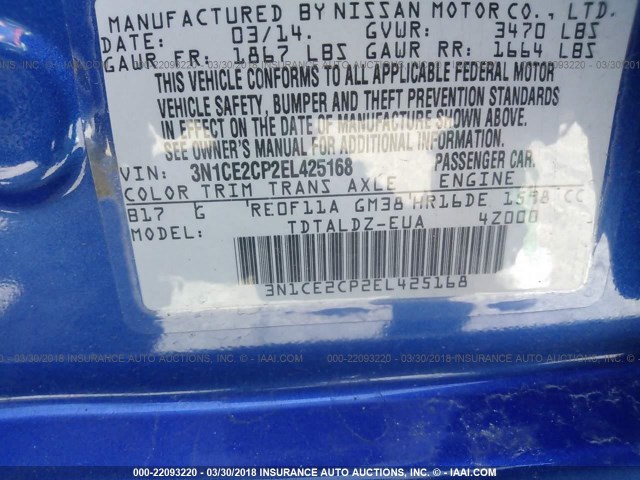 MANUFACTURED BY NISSAN MOTOR CO., LTD.
DATE: 03/14. GVWR: 3470 LBS
GAWR FR: 1867 LBS GAWR RR: 1664 LBS
THIS VEHICLE CONFORMS TO ALL APPLICABLE FEDERAL MOTOR
VEHICLE SAFETY, BUMPER AND THEFT PREVENTION STANDARDS
IN EFFECT ON THE DATE OF MANUFACTURE SHOWN ABOVE.
SEE OWNER'S MANUAL FOR ADDITIONAL INFORMATION.
VIN: 3N1CE2CP2EL425168 PASSENGER CAR.
COLOR TRIM TRANS AXLE ENGINE
B17 G RE0F11A GM38 HR16DE 1598 CC
MODEL: TDTALDZ-EUA 4Z000
3N1CE2CP2EL425168
000-22093220 - 03/30/2018 INSURANCE AUTO AUCTIONS, INC. © - IAAI.COM